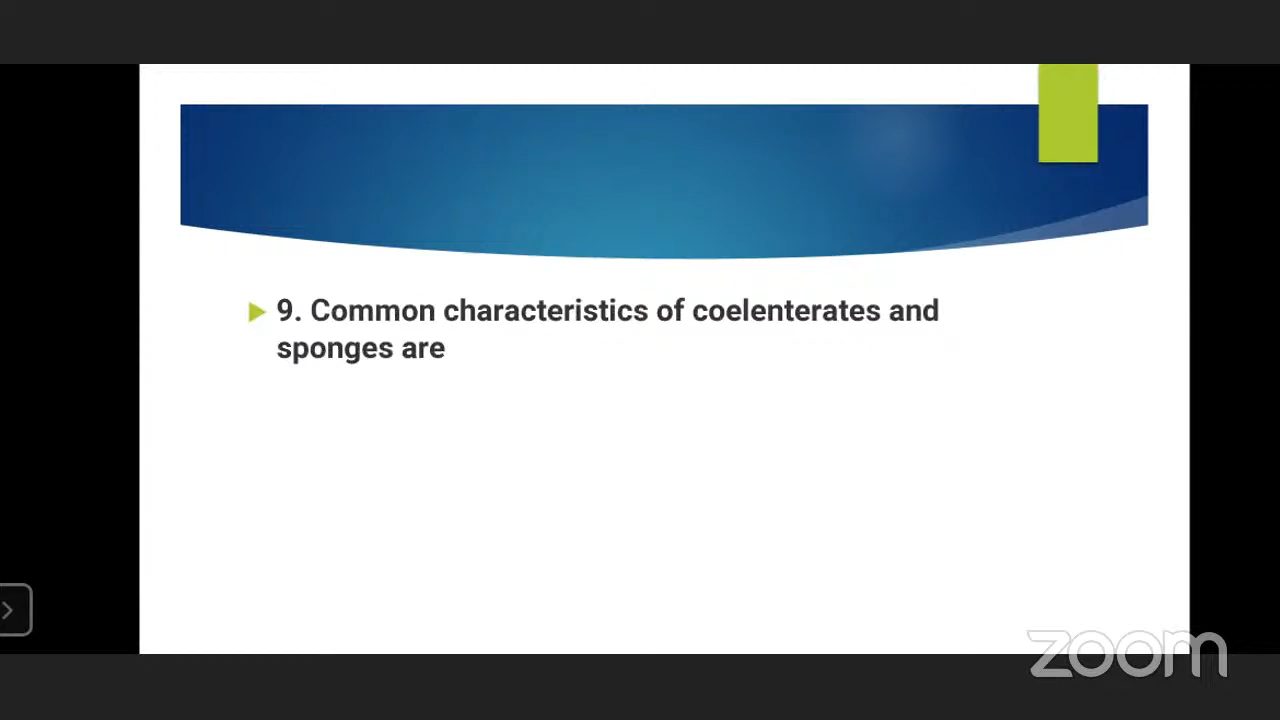 9. Common characteristics of coelenterates and
sponges are
zoom